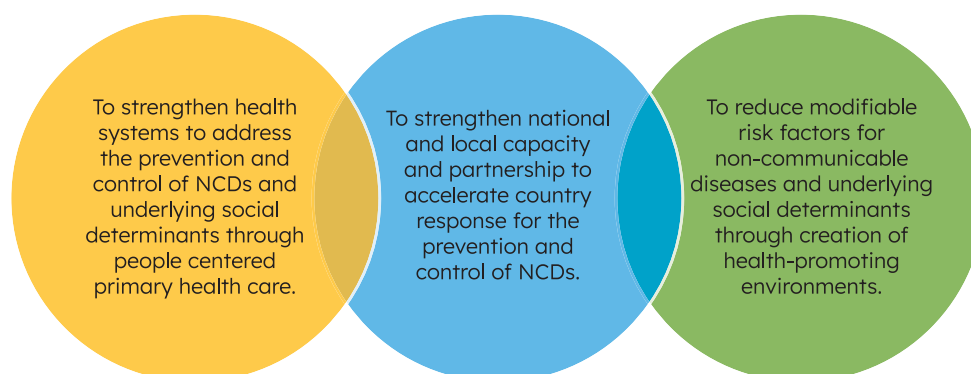 To strengthen health
systems to address
the prevention and
control of NCDs and
underlying social
determinants through
people centered
primary health care.
To strengthen national
and local capacity
and partnership to
accelerate country
response for the
prevention and
control of NCDs.
To reduce modifiable
risk factors for
non-communicable
diseases and underlying
social determinants
through creation of
health-promoting
environments.